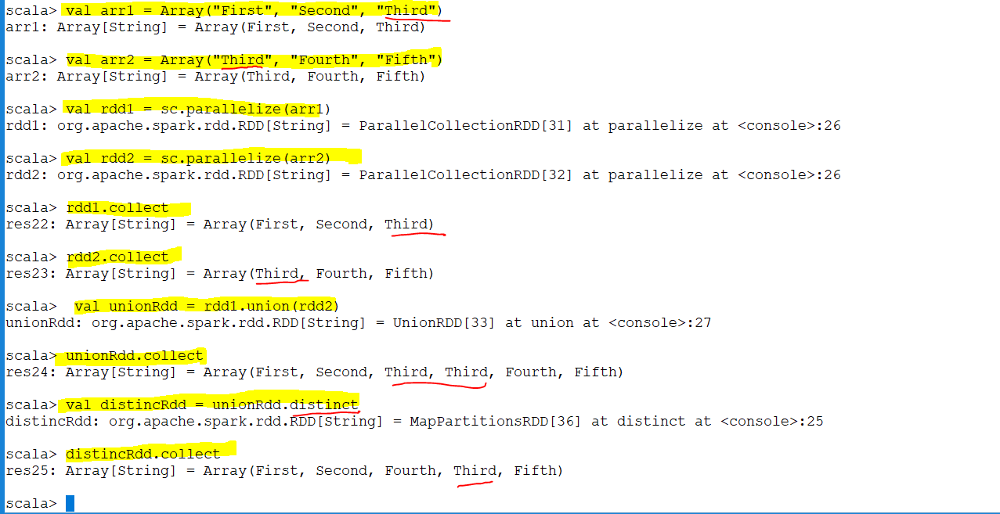 scala> val arr1 = Array("First", "Second", "Third")
arr1: Array[String] = Array(First, Second, Third)
scala> val arr2 = Array("Third", "Fourth", "Fifth")
arr2: Array[String] = Array(Third, Fourth, Fifth)
scala> val rdd1 = sc.parallelize(arr1)
rdd1: org.apache.spark.rdd.RDD[String] = ParallelCollectionRDD[31] at parallelize at <console>:26
scala> val rdd2 = sc.parallelize(arr2)
rdd2: org.apache.spark.rdd.RDD[String] = ParallelCollectionRDD[32] at parallelize at <console>:26
scala> rdd1.collect
res22: Array[String] = Array(First, Second, Third)
scala> rdd2.collect
res23: Array[String] = Array(Third, Fourth, Fifth)
scala>  val unionRdd = rdd1.union(rdd2)
unionRdd: org.apache.spark.rdd.RDD[String] = UnionRDD[33] at union at <console>:27
scala> unionRdd.collect
res24: Array[String] = Array(First, Second, Third, Third, Fourth, Fifth)
scala> val distincRdd = unionRdd.distinct
distincRdd: org.apache.spark.rdd.RDD[String] = MapPartitionsRDD[36] at distinct at <console>:25
scala> distincRdd.collect
res25: Array[String] = Array(First, Second, Fourth, Third, Fifth)
scala>